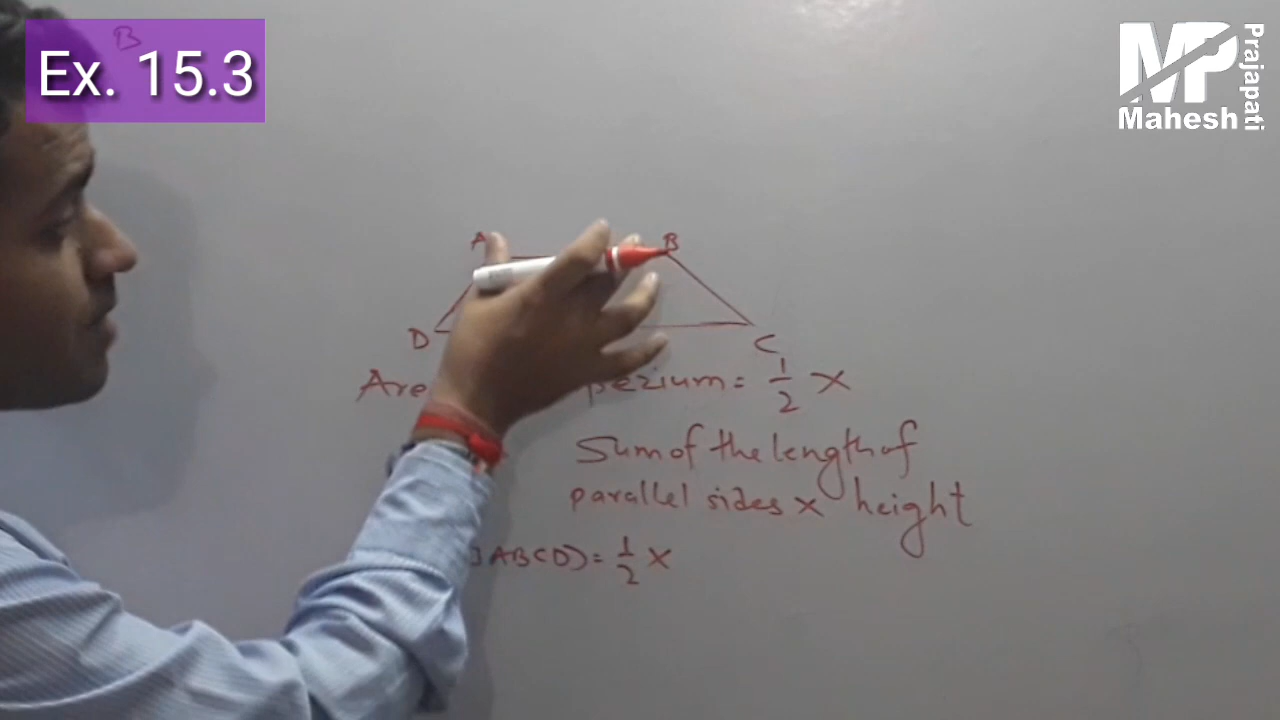 B
Ex. 15.3
MP
Mahesh
Prajapati
A B
D C
Are pezium = 1/2 ×
Sum of the length of
parallel sides × height
ABCD) = 1/2 ×